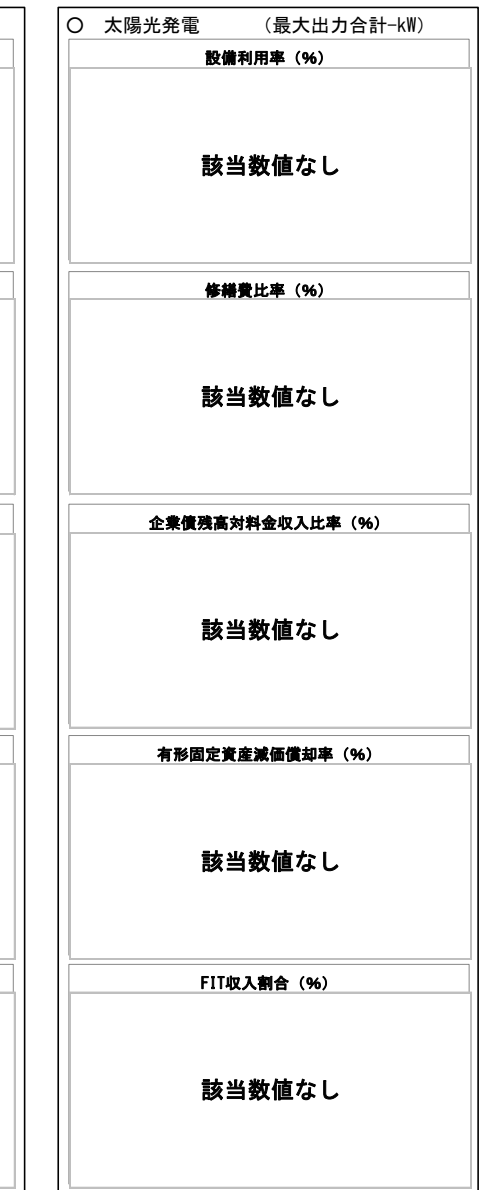 ○ 太陽光発電 （最大出力合計-kW）
設備利用率（%）
該当数値なし
修繕費比率（%）
該当数値なし
企業債残高対料金収入比率（%）
該当数値なし
有形固定資産減価償却率（%）
該当数値なし
FIT収入割合（%）
該当数値なし